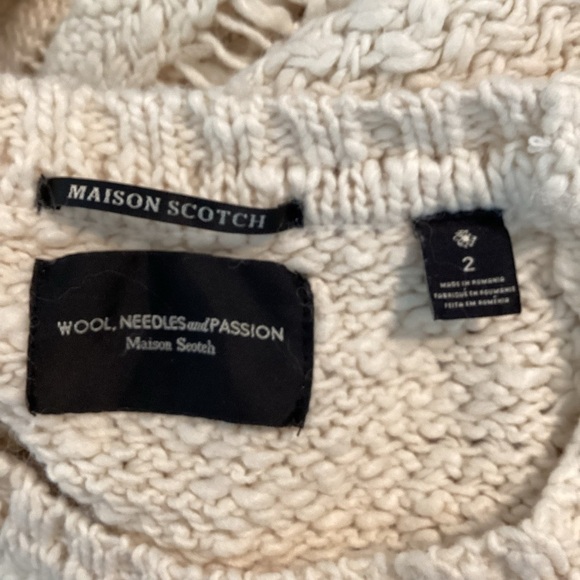 MAISON SCOTCH
WOOL, NEEDLES and PASSION
Maison Scotch
2
MADE IN ROMANIA
FABRIQUÉ EN ROUMANIE
FEITO EM ROMÉNIA